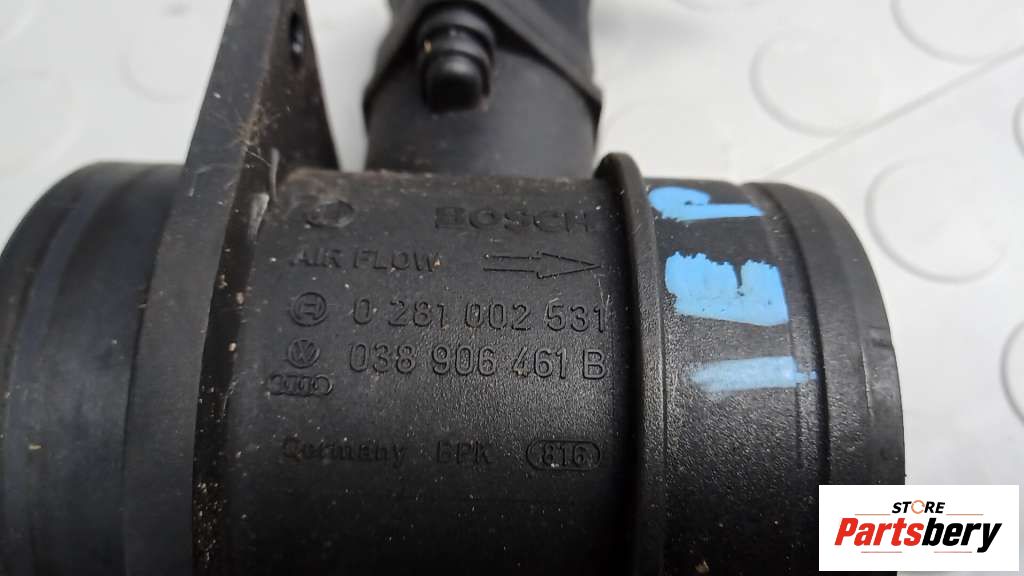 BOSCH
AIR FLOW
0 281 002 531
038 906 461 B
Germany BPK 816
STORE
Partsbery